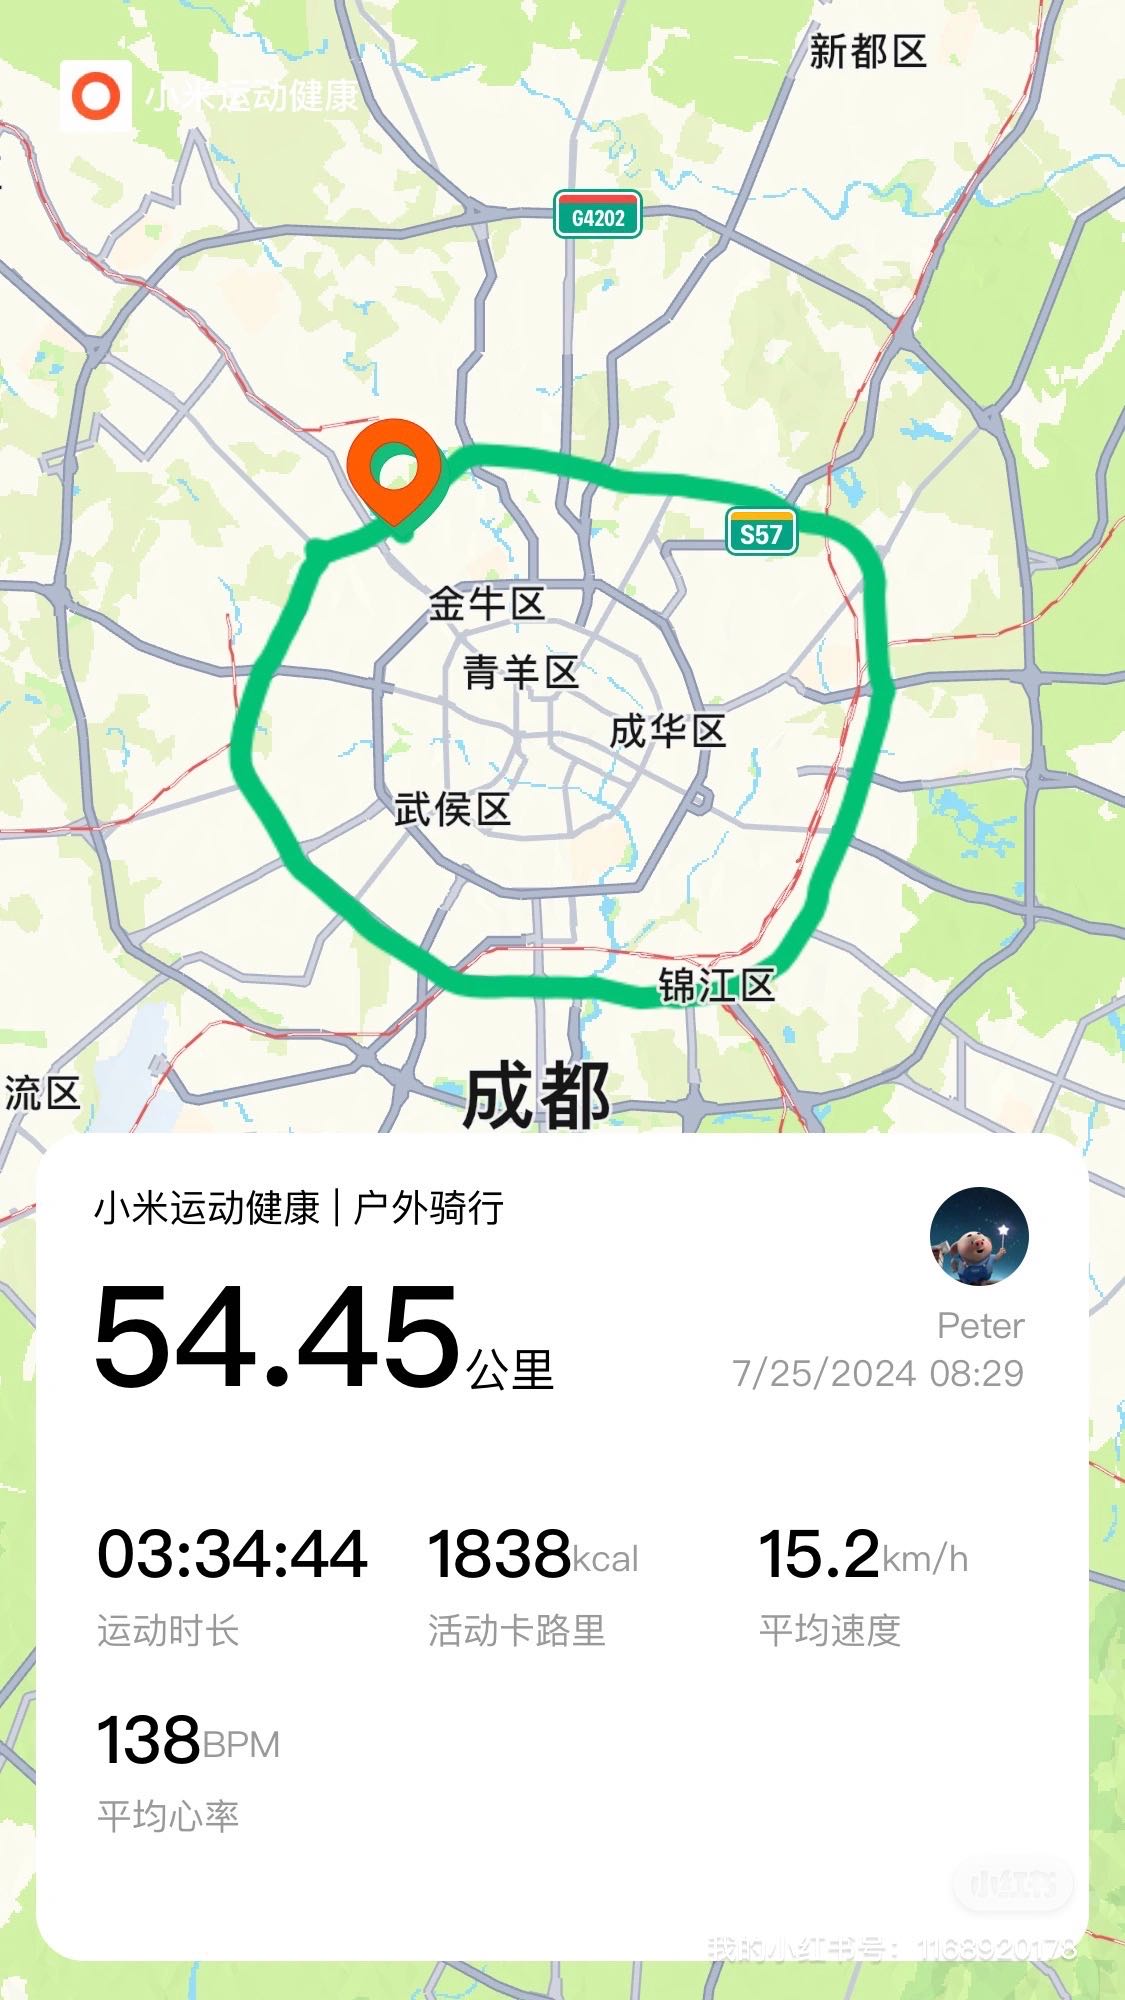 新都区
小米运动健康
G4202
S57
金牛区
青羊区
成华区
武侯区
锦江区
成都
流区
小米运动健康 | 户外骑行
54.45公里
Peter
7/25/2024 08:29
03:34:44
运动时长
1838kcal
活动卡路里
15.2km/h
平均速度
138BPM
平均心率
小红书
我的小红书号：1168920178